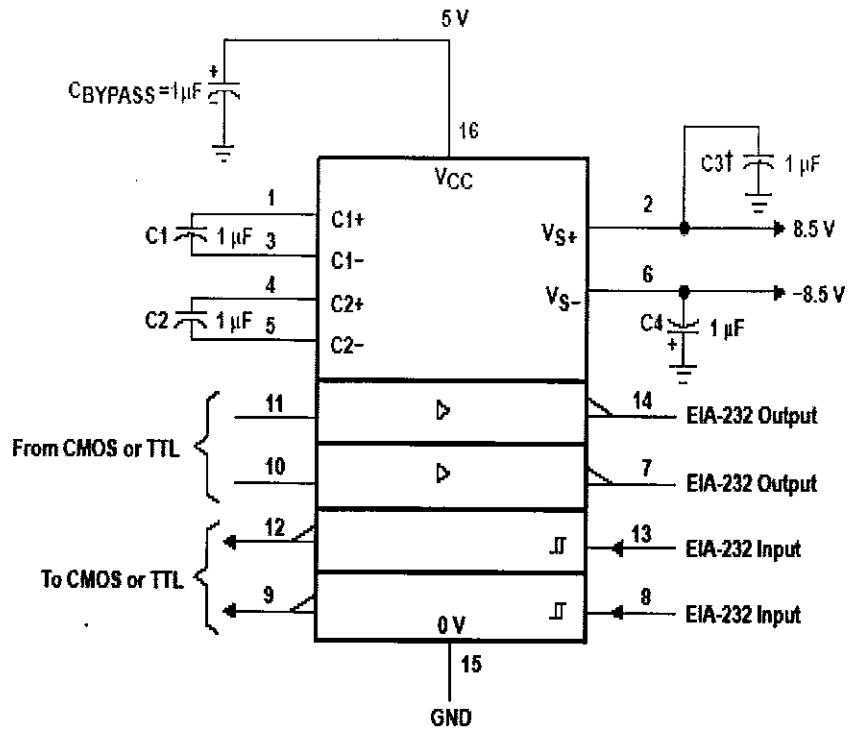 5 V
CBYPASS=1µF
+
–
16
VCC
C3†
1 µF
1
C1
1 µF
C1+
3
C1–
2
VS+
8.5 V
4
C2
1 µF
C2+
5
C2–
6
VS–
–8.5 V
C4
1 µF
+
From CMOS or TTL
11
14
EIA-232 Output
10
7
EIA-232 Output
To CMOS or TTL
12
13
EIA-232 Input
9
8
EIA-232 Input
0 V
15
GND